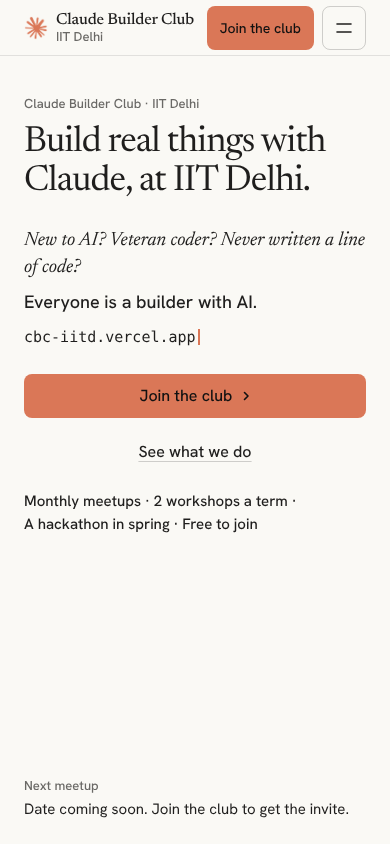 Claude Builder Club
IIT Delhi
Join the club
Claude Builder Club · IIT Delhi
Build real things with
Claude, at IIT Delhi.
New to AI? Veteran coder? Never written a line
of code?
Everyone is a builder with AI.
cbc-iitd.vercel.app
Join the club
See what we do
Monthly meetups · 2 workshops a term ·
A hackathon in spring · Free to join
Next meetup
Date coming soon. Join the club to get the invite.